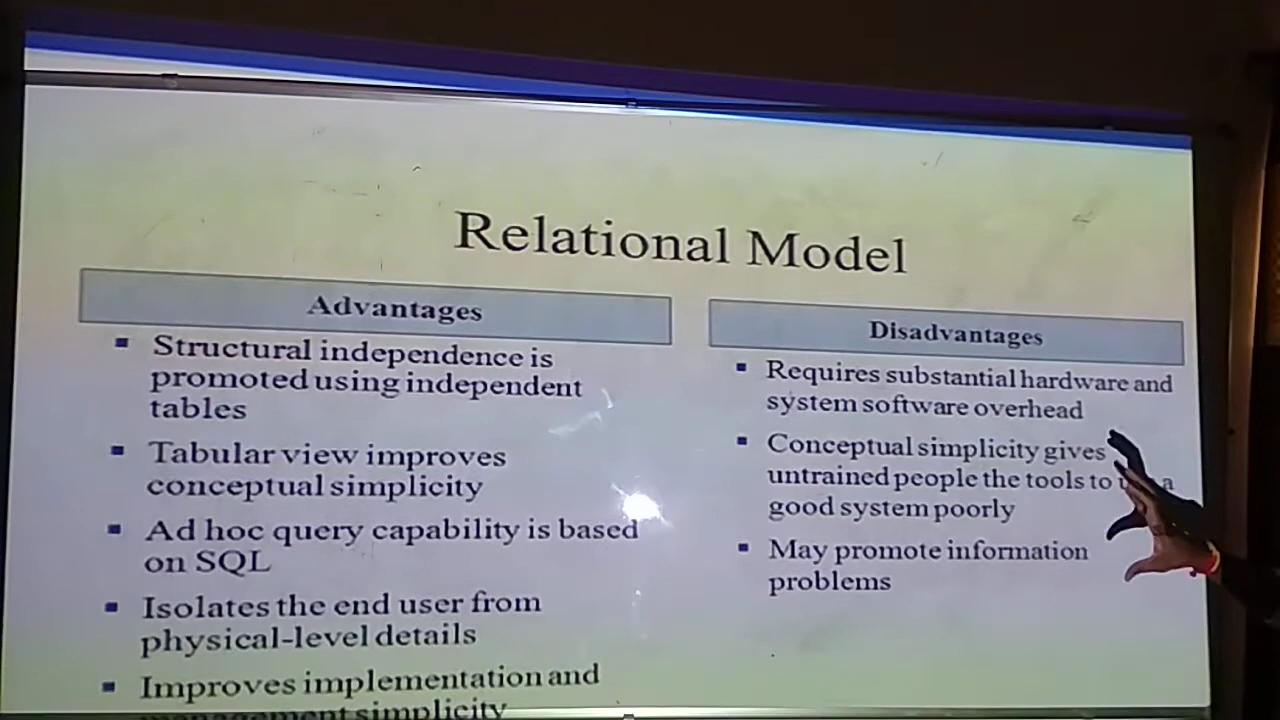 Relational Model
Advantages
Structural independence is
promoted using independent
tables
Tabular view improves
conceptual simplicity
Ad hoc query capability is based
on SQL
Isolates the end user from
physical-level details
Improves implementation and
management simplicity
Disadvantages
Requires substantial hardware and
system software overhead
Conceptual simplicity gives
untrained people the tools to a
good system poorly
May promote information
problems